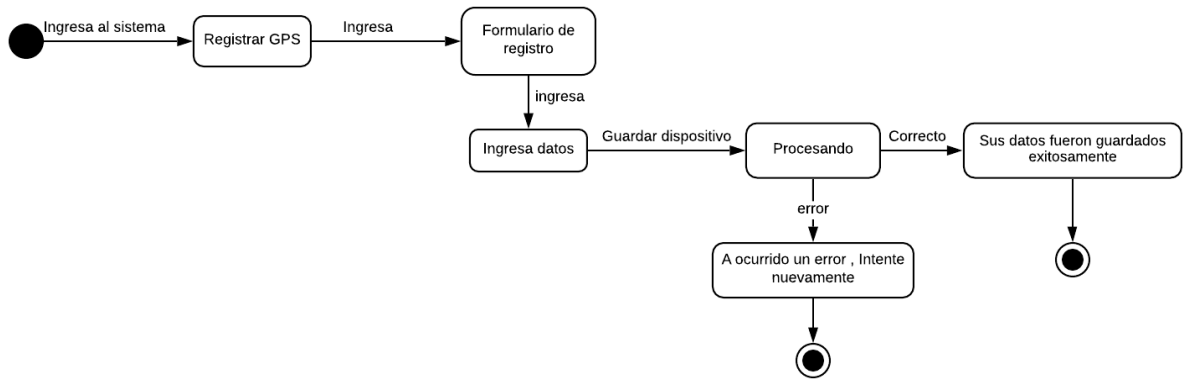 Ingresa al sistema
Registrar GPS
Ingresa
Formulario de
registro
ingresa
Ingresa datos
Guardar dispositivo
Procesando
Correcto
Sus datos fueron guardados
exitosamente
error
A ocurrido un error , Intente
nuevamente